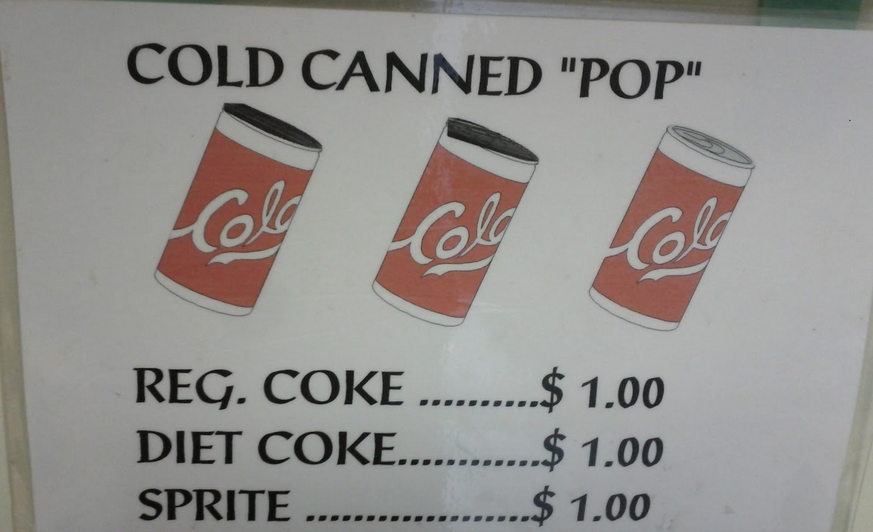 COLD CANNED "POP"
Cola Cola Cola
REG. COKE ..........$ 1.00
DIET COKE............$ 1.00
SPRITE ...................$ 1.00